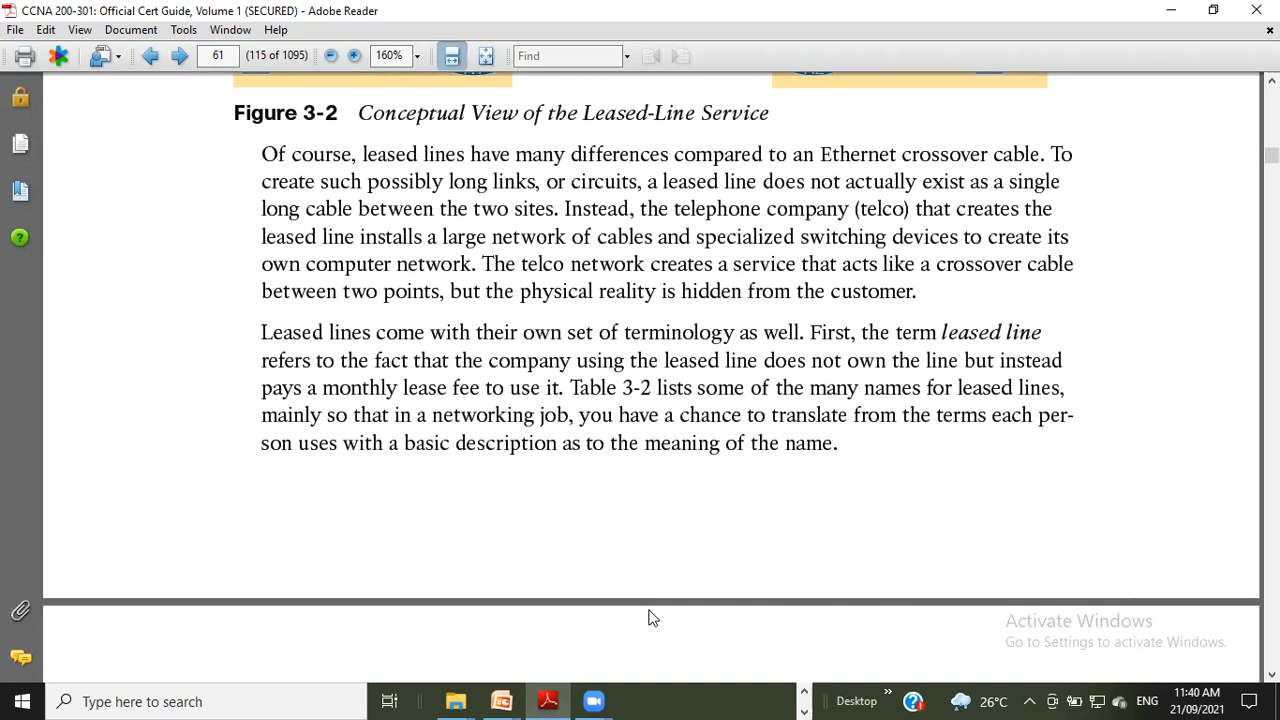 CCNA 200-301: Official Cert Guide, Volume 1 (SECURED) - Adobe Reader
File Edit View Document Tools Window Help
61 (115 of 1095) 160% Find
Figure 3-2 Conceptual View of the Leased-Line Service
Of course, leased lines have many differences compared to an Ethernet crossover cable. To
create such possibly long links, or circuits, a leased line does not actually exist as a single
long cable between the two sites. Instead, the telephone company (telco) that creates the
leased line installs a large network of cables and specialized switching devices to create its
own computer network. The telco network creates a service that acts like a crossover cable
between two points, but the physical reality is hidden from the customer.
Leased lines come with their own set of terminology as well. First, the term leased line
refers to the fact that the company using the leased line does not own the line but instead
pays a monthly lease fee to use it. Table 3-2 lists some of the many names for leased lines,
mainly so that in a networking job, you have a chance to translate from the terms each per-
son uses with a basic description as to the meaning of the name.
Activate Windows
Go to Settings to activate Windows.
Type here to search
Desktop
26°C
ENG
11:40 AM
21/09/2021